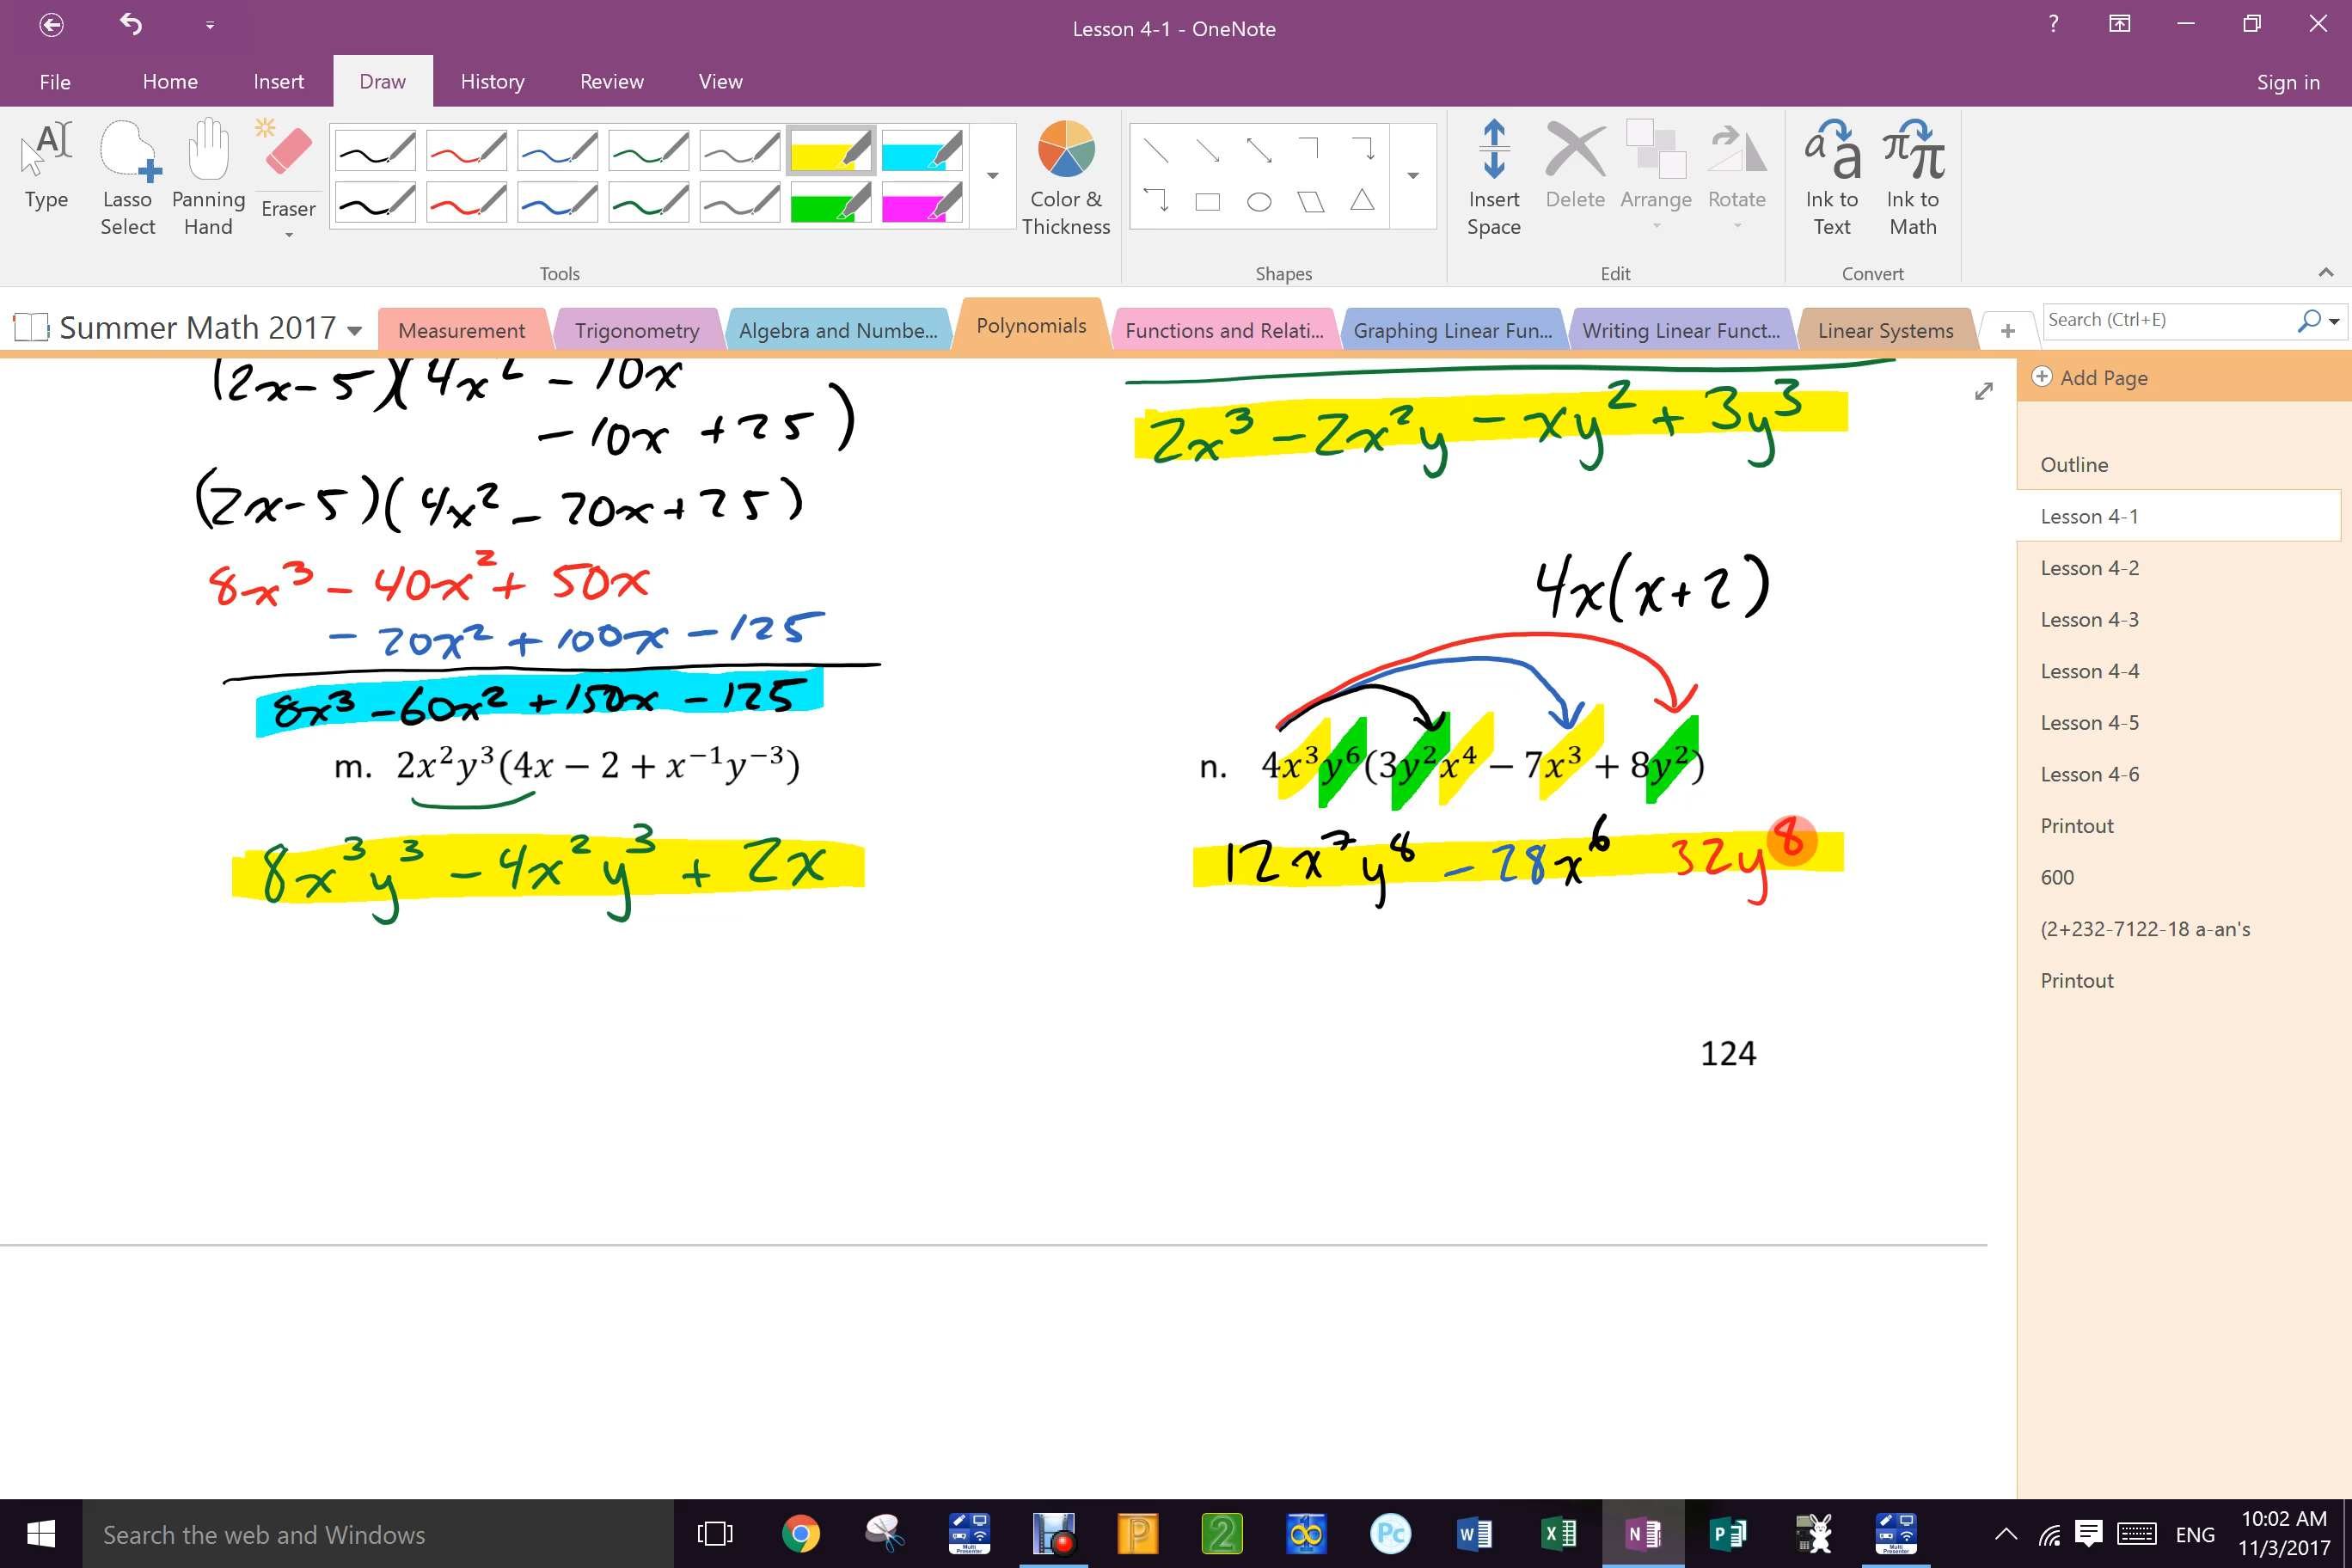 Lesson 4-1 - OneNote
?
File Home Insert Draw History Review View Sign in
Type
Lasso Select
Panning Hand
Eraser
Color & Thickness
Insert Space
Delete
Arrange
Rotate
Ink to Text
Ink to Math
Tools
Shapes
Edit
Convert
Summer Math 2017
Measurement
Trigonometry
Algebra and Numbe...
Polynomials
Functions and Relati...
Graphing Linear Fun...
Writing Linear Funct...
Linear Systems
+
Search (Ctrl+E)
(2x-5)(4x² - 10x
- 10x + 25)
(2x-5)(4x² - 20x + 25)
8x³ - 40x² + 50x
- 20x² + 100x - 125
8x³ - 60x² + 150x - 125
m. 2x²y³(4x − 2 + x⁻¹y⁻³)
8x³y³ - 4x²y³ + 2x
2x³ - 2x²y - xy² + 3y³
4x(x+2)
n. 4x³y⁶(3y²x⁴ − 7x³ + 8y²)
12x⁷y⁸ - 28x⁶ 32y⁸
124
Add Page
Outline
Lesson 4-1
Lesson 4-2
Lesson 4-3
Lesson 4-4
Lesson 4-5
Lesson 4-6
Printout
600
(2+232-7122-18 a-an's
Printout
Search the web and Windows
ENG
10:02 AM
11/3/2017